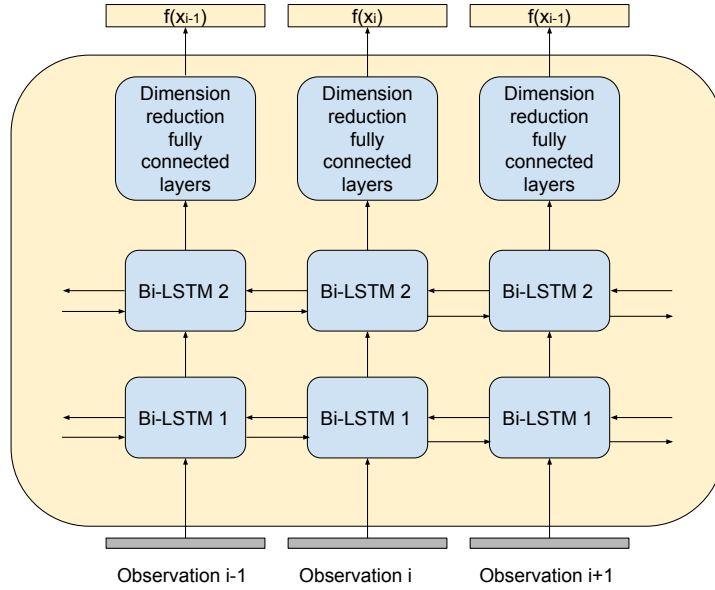 f(xi-1) f(xi) f(xi-1)
Dimension
reduction
fully
connected
layers
Dimension
reduction
fully
connected
layers
Dimension
reduction
fully
connected
layers
Bi-LSTM 2 Bi-LSTM 2 Bi-LSTM 2
Bi-LSTM 1 Bi-LSTM 1 Bi-LSTM 1
Observation i-1 Observation i Observation i+1